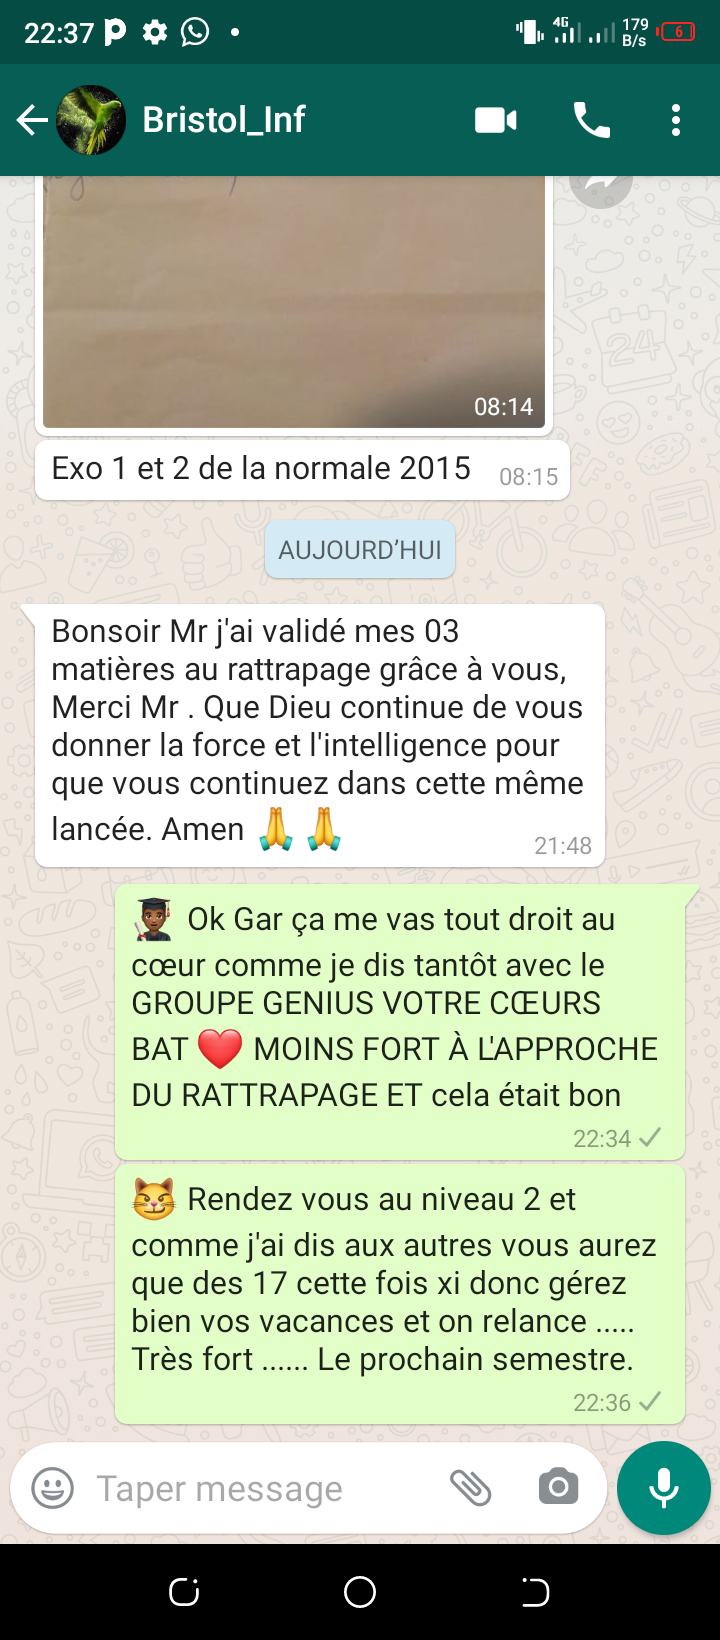 22:37
4G
179
B/s
6
Bristol_Inf
08:14
Exo 1 et 2 de la normale 2015
08:15
AUJOURD’HUI
Bonsoir Mr j'ai validé mes 03
matières au rattrapage grâce à vous,
Merci Mr . Que Dieu continue de vous
donner la force et l'intelligence pour
que vous continuez dans cette même
lancée. Amen 🙏 🙏
21:48
👨🏿‍🎓 Ok Gar ça me vas tout droit au
cœur comme je dis tantôt avec le
GROUPE GENIUS VOTRE CŒURS
BAT ❤️ MOINS FORT À L'APPROCHE
DU RATTRAPAGE ET cela était bon
22:34
😼 Rendez vous au niveau 2 et
comme j'ai dis aux autres vous aurez
que des 17 cette fois xi donc gérez
bien vos vacances et on relance .....
Très fort ...... Le prochain semestre.
22:36
Taper message